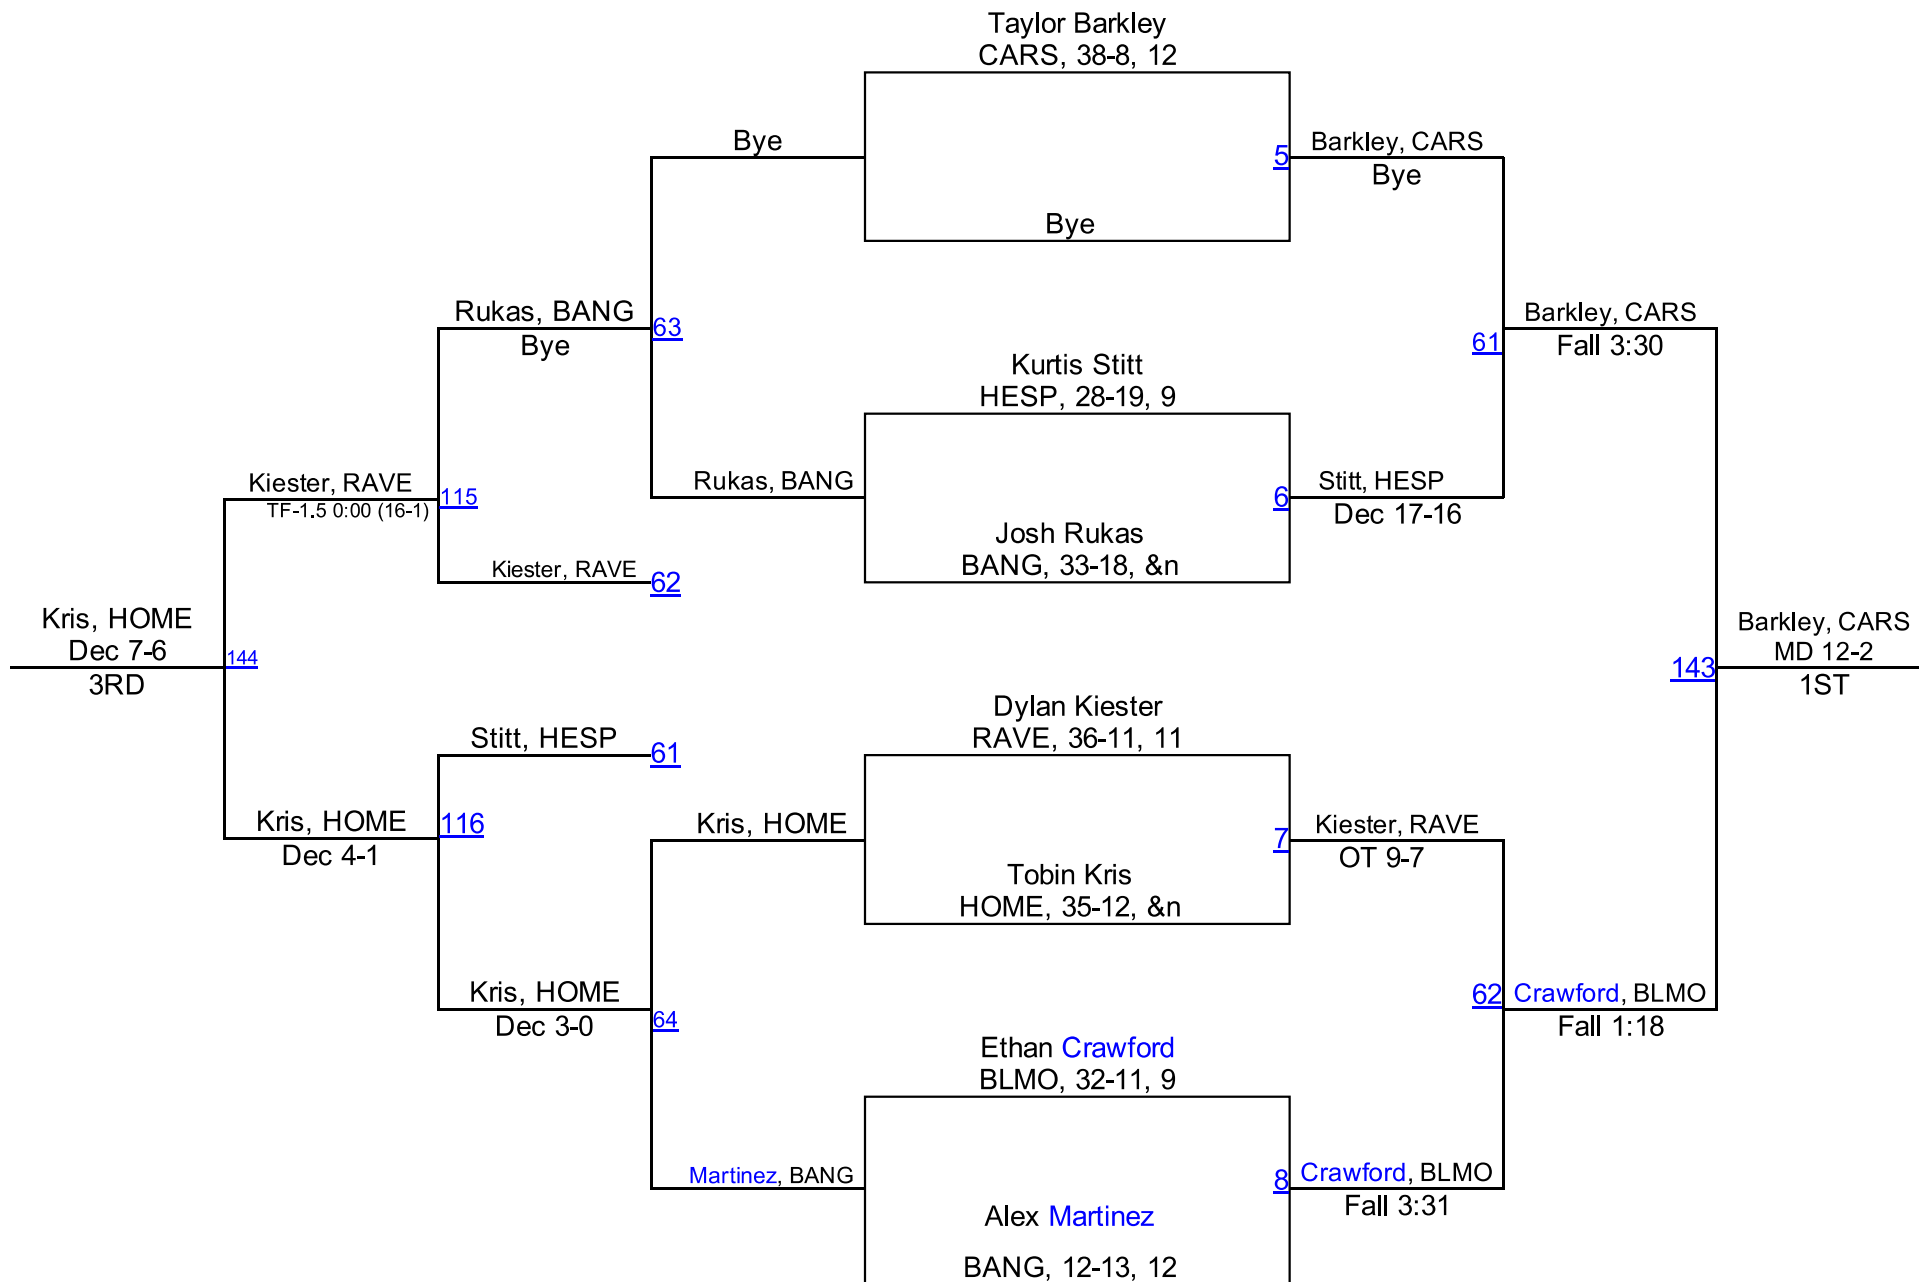 Taylor Barkley
CARS, 38-8, 12
Bye
5
Barkley, CARS
Bye
Bye
Rukas, BANG
Bye
63
61
Barkley, CARS
Fall 3:30
Kurtis Stitt
HESP, 28-19, 9
Kiester, RAVE
TF-1.5 0:00 (16-1)
115
Rukas, BANG
6
Stitt, HESP
Dec 17-16
Josh Rukas
BANG, 33-18, &n
Kiester, RAVE
62
Kris, HOME
Dec 7-6
3RD
144
143
Barkley, CARS
MD 12-2
1ST
Stitt, HESP
61
Dylan Kiester
RAVE, 36-11, 11
Kris, HOME
Dec 4-1
116
Kris, HOME
7
Kiester, RAVE
OT 9-7
Tobin Kris
HOME, 35-12, &n
Kris, HOME
Dec 3-0
64
62
Crawford, BLMO
Fall 1:18
Ethan Crawford
BLMO, 32-11, 9
Martinez, BANG
8
Crawford, BLMO
Fall 3:31
Alex Martinez
BANG, 12-13, 12